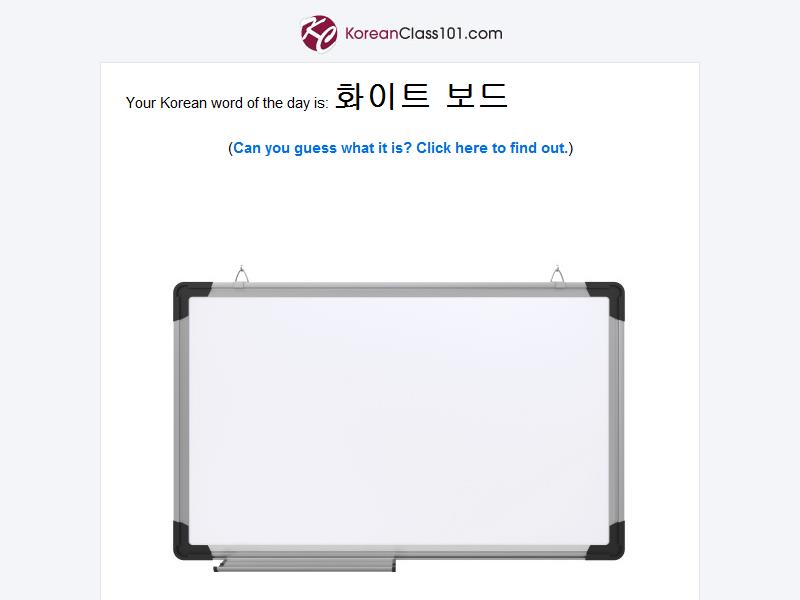 KoreanClass101.com
Your Korean word of the day is: 화이트 보드
(Can you guess what it is? Click here to find out.)